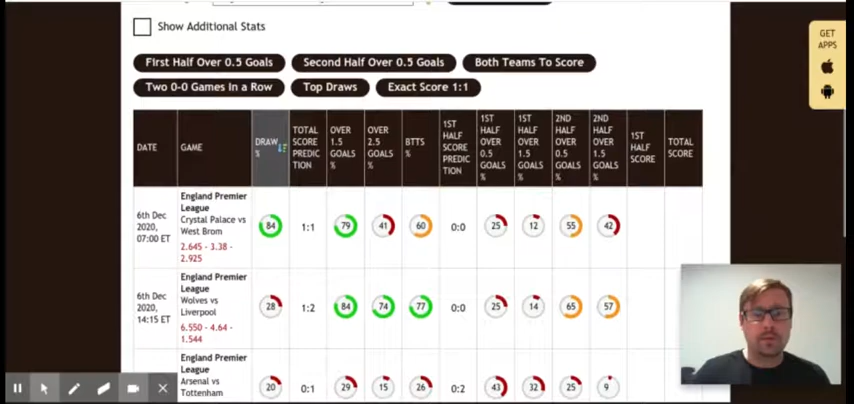 Show Additional Stats
GET
APPS
First Half Over 0.5 Goals
Second Half Over 0.5 Goals
Both Teams To Score
Two 0-0 Games In a Row
Top Draws
Exact Score 1:1
DATE
GAME
DRAW
%
TOTAL
SCORE
PREDIC
TION
OVER
1.5
GOALS
%
OVER
2.5
GOALS
%
BTTS
%
1ST
HALF
SCORE
PREDIC
TION
1ST
HALF
OVER
0.5
GOALS
%
1ST
HALF
OVER
1.5
GOALS
%
2ND
HALF
OVER
0.5
GOALS
%
2ND
HALF
OVER
1.5
GOALS
%
1ST
HALF
SCORE
TOTAL
SCORE
6th Dec
2020,
07:00 ET
England Premier
League
Crystal Palace vs
West Brom
2.645 - 3.38 -
2.925
84
1:1
79
41
60
0:0
25
12
55
42
6th Dec
2020,
14:15 ET
England Premier
League
Wolves vs
Liverpool
6.550 - 4.64 -
1.544
28
1:2
84
74
77
0:0
25
14
65
57
6th Dec
2020,
England Premier
League
Arsenal vs
Tottenham
20
0:1
29
15
26
0:2
43
32
25
9